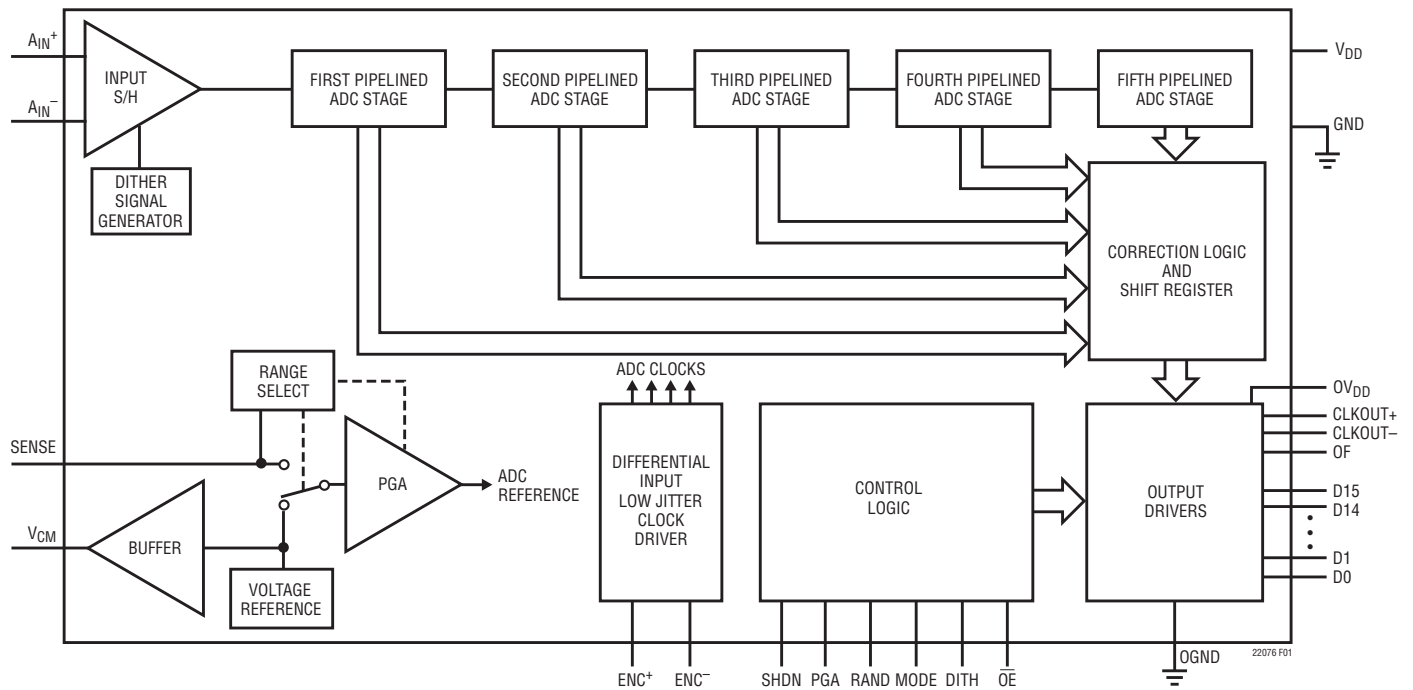 AIN+
AIN−
INPUT
S/H
DITHER
SIGNAL
GENERATOR
FIRST PIPELINED
ADC STAGE
SECOND PIPELINED
ADC STAGE
THIRD PIPELINED
ADC STAGE
FOURTH PIPELINED
ADC STAGE
FIFTH PIPELINED
ADC STAGE
VDD
GND
CORRECTION LOGIC
AND
SHIFT REGISTER
RANGE
SELECT
SENSE
PGA
ADC
REFERENCE
VCM
BUFFER
VOLTAGE
REFERENCE
ADC CLOCKS
DIFFERENTIAL
INPUT
LOW JITTER
CLOCK
DRIVER
CONTROL
LOGIC
OUTPUT
DRIVERS
OVDD
CLKOUT+
CLKOUT−
OF
D15
D14
D1
D0
OGND
ENC+
ENC−
SHDN
PGA
RAND
MODE
DITH
O̅E̅
22076 F01